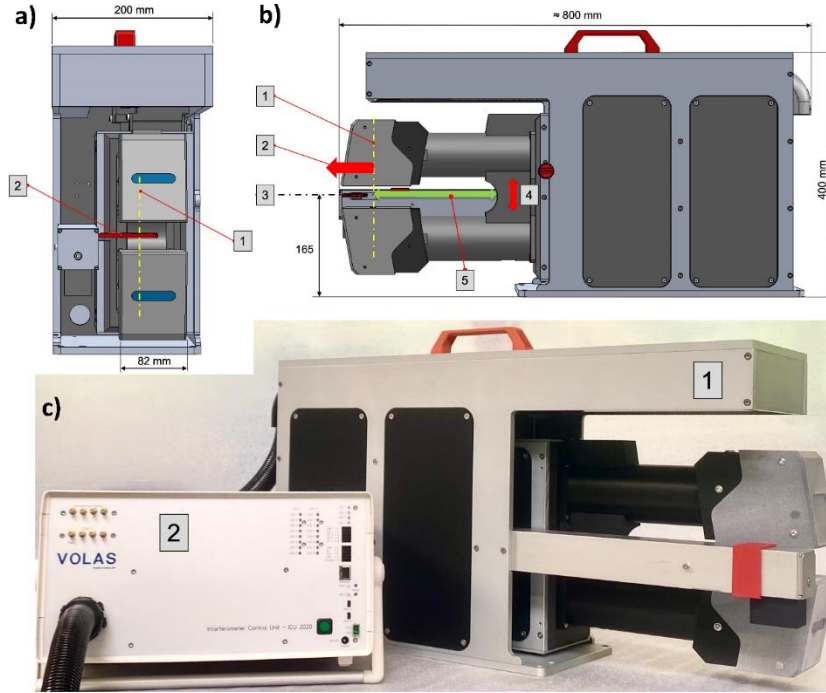 a)
200 mm
2
1
82 mm
b)
≈ 800 mm
1
2
3
4
5
165
400 mm
c)
1
2
VOLAS
Interferometer Control Unit - ICU 2020